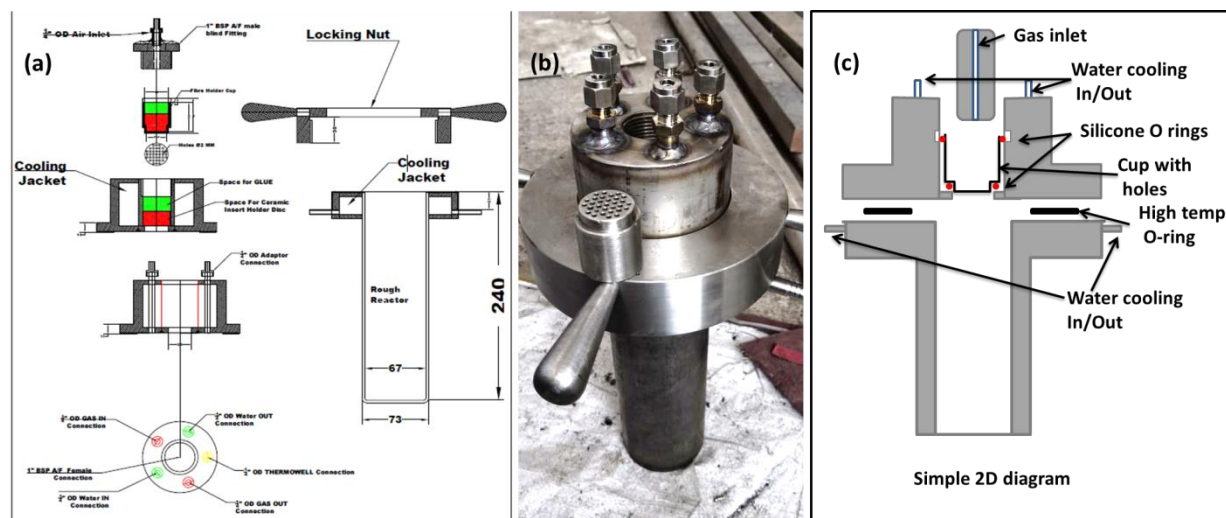 (a)
OD Air Inlet
1" BSP A/F male
blind Fitting
Locking Nut
Fibre Holder Cup
Holes Ø2 MM
Cooling
Jacket
Space for GLUE
Space For Ceramic
Insert Holder Disc
Cooling
Jacket
OD Adaptor
Connection
Rough
Reactor
240
67
73
OD GAS IN
Connection
OD Water OUT
Connection
1" BSP A/F Female
Connection
OD THERMOWELL Connection
OD Water IN
Connection
OD GAS OUT
Connection
(b)
(c)
Gas inlet
Water cooling
In/Out
Silicone O rings
Cup with
holes
High temp
O-ring
Water cooling
In/Out
Simple 2D diagram